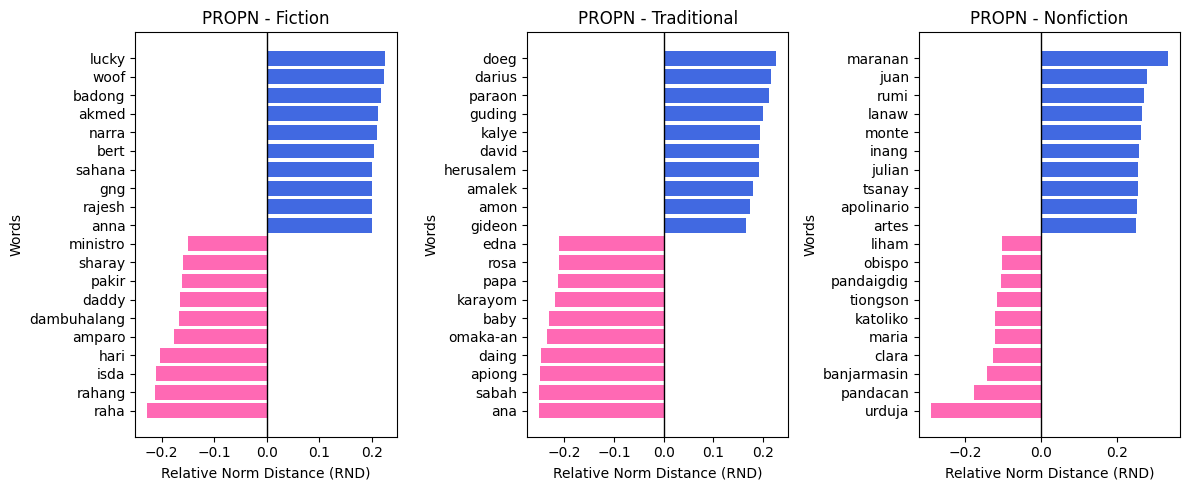 PROPN - Fiction
Words
lucky
woof
badong
akmed
narra
bert
sahana
gng
rajesh
anna
ministro
sharay
pakir
daddy
dambuhalang
amparo
hari
isda
rahang
raha
−0.2 −0.1 0.0 0.1 0.2
Relative Norm Distance (RND)
PROPN - Traditional
Words
doeg
darius
paraon
guding
kalye
david
herusalem
amalek
amon
gideon
edna
rosa
papa
karayom
baby
omaka-an
daing
apiong
sabah
ana
−0.2 −0.1 0.0 0.1 0.2
Relative Norm Distance (RND)
PROPN - Nonfiction
Words
maranan
juan
rumi
lanaw
monte
inang
julian
tsanay
apolinario
artes
liham
obispo
pandaigdig
tiongson
katoliko
maria
clara
banjarmasin
pandacan
urduja
−0.2 0.0 0.2
Relative Norm Distance (RND)